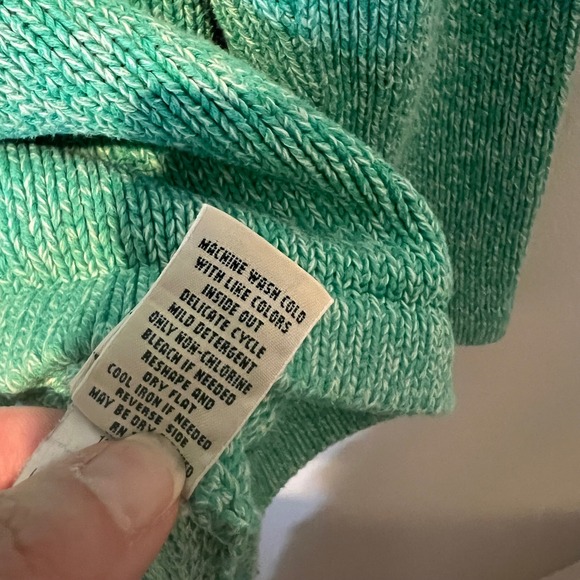 MACHINE WASH COLD
WITH LIKE COLORS
INSIDE OUT
DELICATE CYCLE
MILD DETERGENT
ONLY NON-CHLORINE
BLEACH IF NEEDED
RESHAPE AND
DRY FLAT
COOL IRON IF NEEDED
REVERSE SIDE
MAY BE DRY